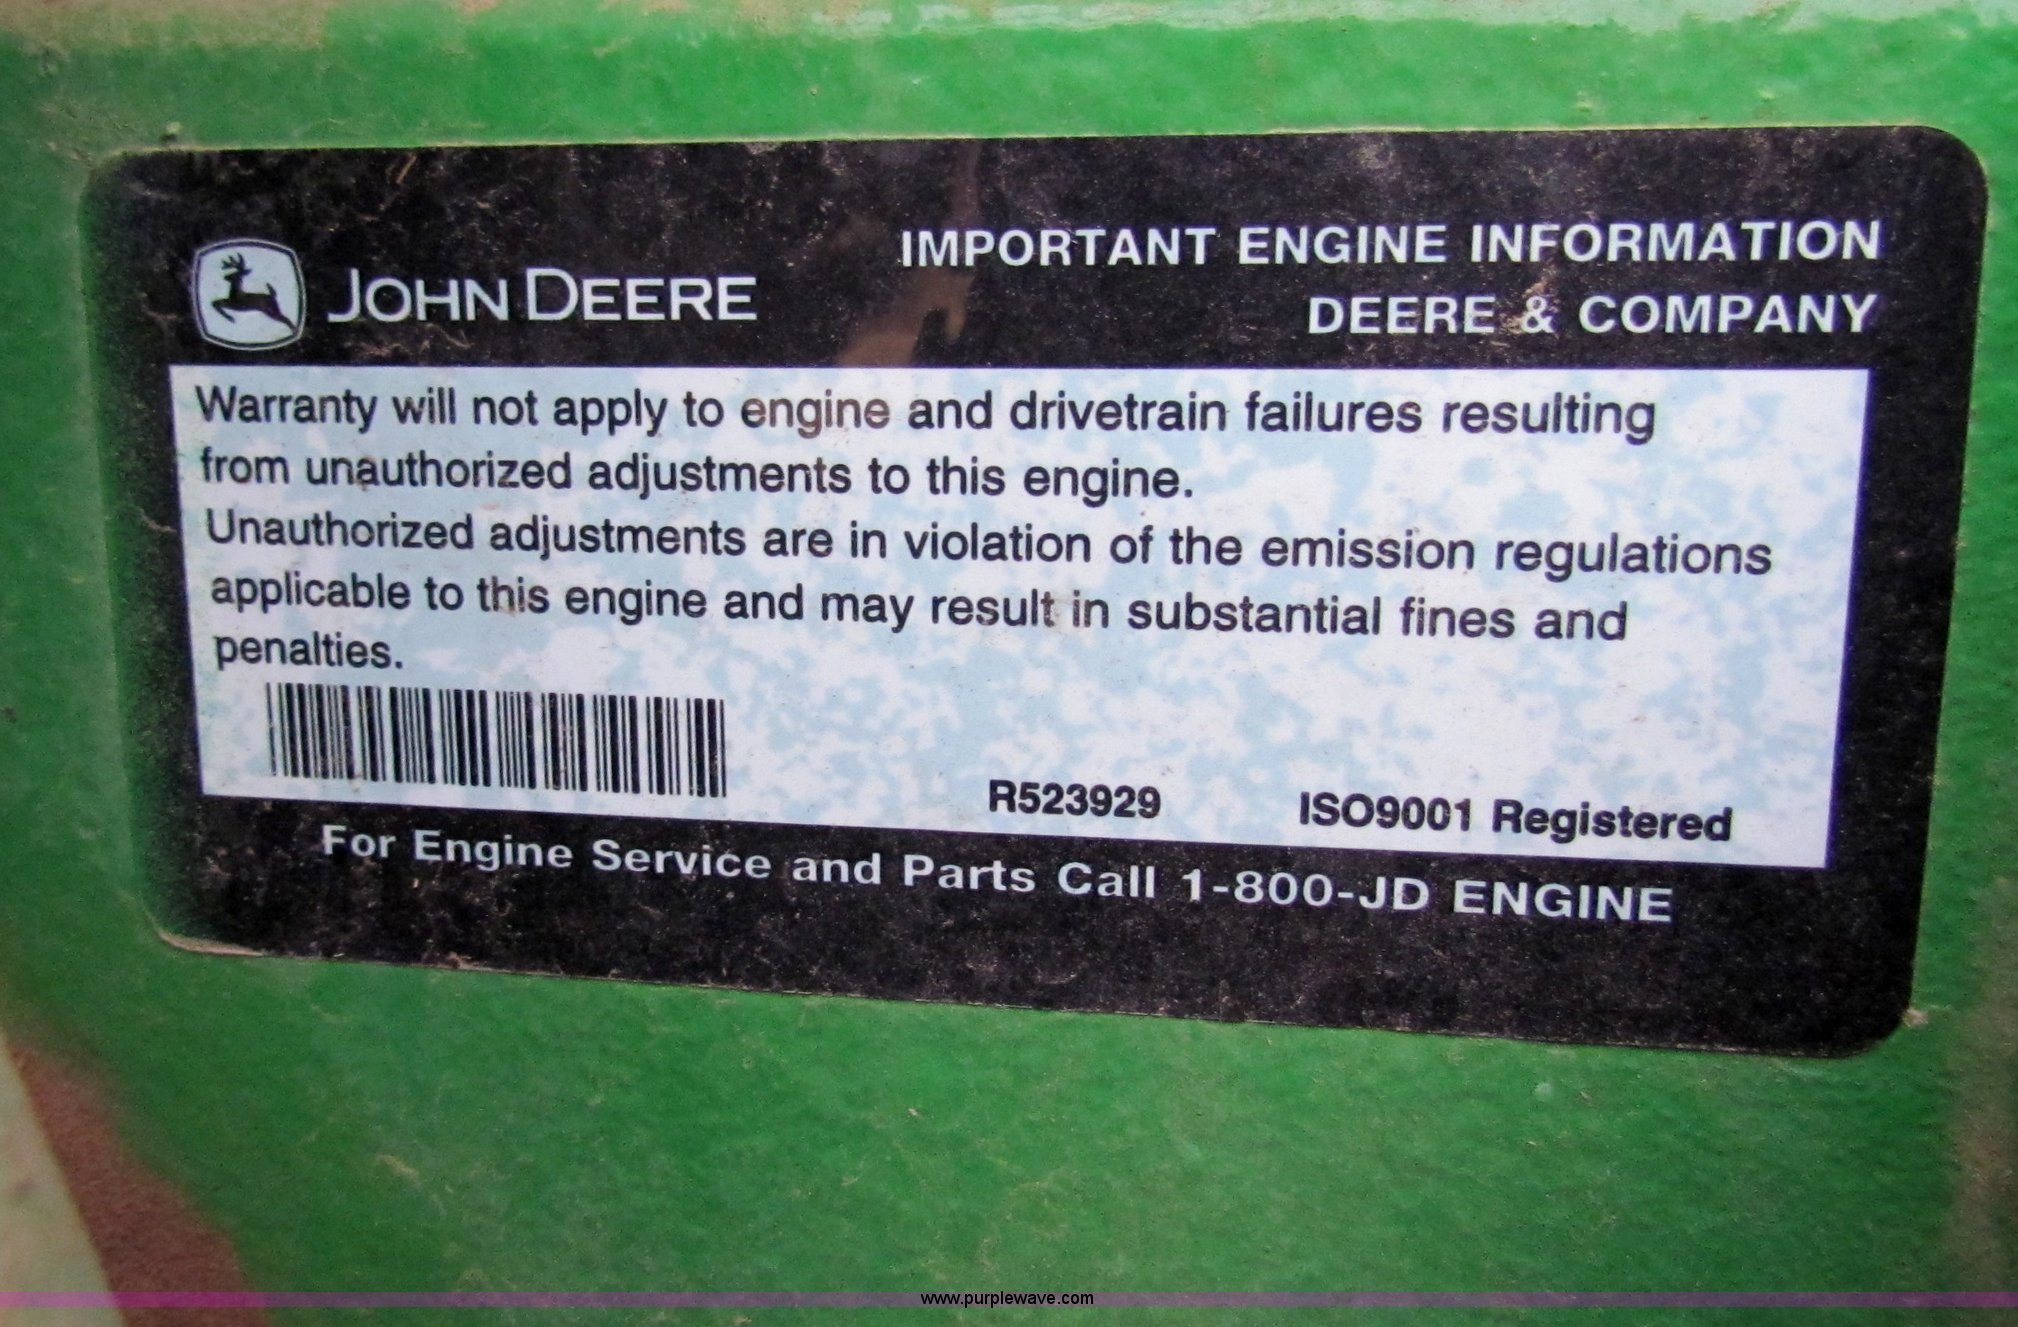 JOHN DEERE
IMPORTANT ENGINE INFORMATION
DEERE & COMPANY
Warranty will not apply to engine and drivetrain failures resulting
from unauthorized adjustments to this engine.
Unauthorized adjustments are in violation of the emission regulations
applicable to this engine and may result in substantial fines and
penalties.
R523929 ISO9001 Registered
For Engine Service and Parts Call 1-800-JD ENGINE
www.purplewave.com